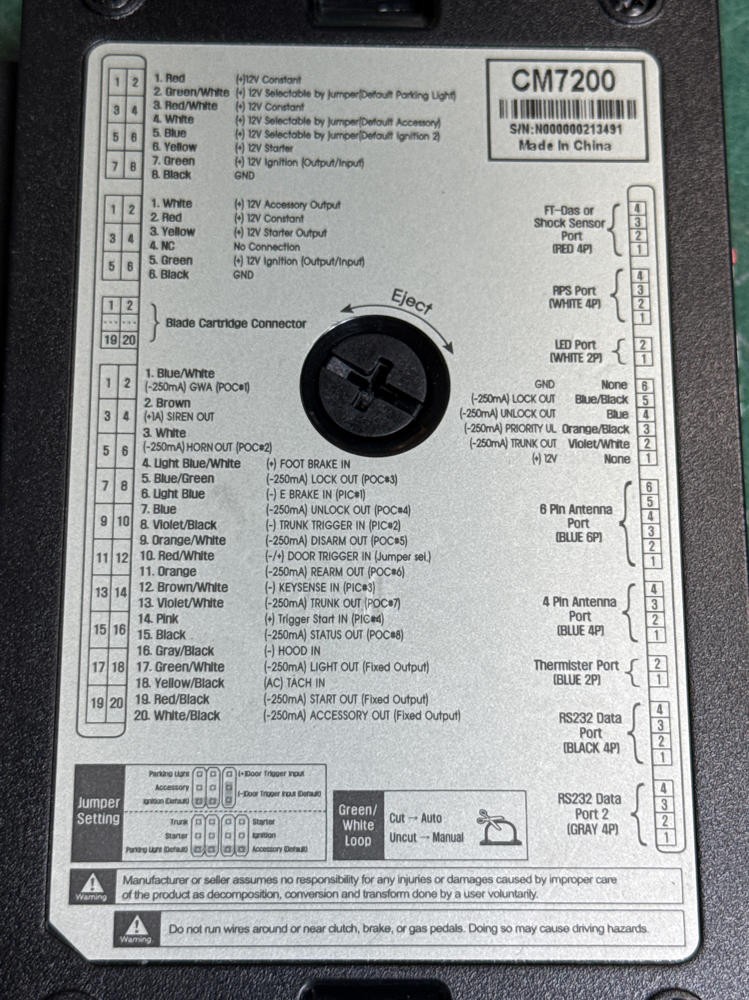 1 2
3 4
5 6
7 8
1. Red (+)12V Constant
2. Green/White (+) 12V Selectable by jumper(Default Parking Light)
3. Red/White (+) 12V Constant
4. White (+) 12V Selectable by jumper(Default Accessory)
5. Blue (+) 12V Selectable by jumper(Default Ignition 2)
6. Yellow (+) 12V Starter
7. Green (+) 12V Ignition (Output/Input)
8. Black GND
CM7200
S/N:N000000213491
Made In China
1 2
3 4
5 6
1. White (+) 12V Accessory Output
2. Red (+) 12V Constant
3. Yellow (+) 12V Starter Output
4. NC No Connection
5. Green (+) 12V Ignition (Output/Input)
6. Black GND
1 2
19 20
Blade Cartridge Connector
Eject
1 2
3 4
5 6
7 8
9 10
11 12
13 14
15 16
17 18
19 20
1. Blue/White
(-250mA) GWA (POC#1)
2. Brown
(+1A) SIREN OUT
3. White
(-250mA) HORN OUT (POC#2)
4. Light Blue/White (+) FOOT BRAKE IN
5. Blue/Green (-250mA) LOCK OUT (POC#3)
6. Light Blue (-) E BRAKE IN (PIC#1)
7. Blue (-250mA) UNLOCK OUT (POC#4)
8. Violet/Black (-) TRUNK TRIGGER IN (PIC#2)
9. Orange/White (-250mA) DISARM OUT (POC#5)
10. Red/White (-/+) DOOR TRIGGER IN (Jumper sel.)
11. Orange (-250mA) REARM OUT (POC#6)
12. Brown/White (-) KEYSENSE IN (PIC#3)
13. Violet/White (-250mA) TRUNK OUT (POC#7)
14. Pink (+) Trigger Start IN (PIC#4)
15. Black (-250mA) STATUS OUT (POC#8)
16. Gray/Black (-) HOOD IN
17. Green/White (-250mA) LIGHT OUT (Fixed Output)
18. Yellow/Black (AC) TACH IN
19. Red/Black (-250mA) START OUT (Fixed Output)
20. White/Black (-250mA) ACCESSORY OUT (Fixed Output)
FT-Das or
Shock Sensor
Port
(RED 4P)
4
3
2
1
RPS Port
(WHITE 4P)
4
3
2
1
LED Port
(WHITE 2P)
2
1
GND None 6
(-250mA) LOCK OUT Blue/Black 5
(-250mA) UNLOCK OUT Blue 4
(-250mA) PRIORITY UL Orange/Black 3
(-250mA) TRUNK OUT Violet/White 2
(+) 12V None 1
6 Pin Antenna
Port
(BLUE 6P)
6
5
4
3
2
1
4 Pin Antenna
Port
(BLUE 4P)
4
3
2
1
Thermister Port
(BLUE 2P)
2
1
RS232 Data
Port
(BLACK 4P)
4
3
2
1
RS232 Data
Port 2
(GRAY 4P)
4
3
2
1
Jumper
Setting
Parking Light (+)Door Trigger Input
Accessory
(-)Door Trigger Input (Default)
Ignition (Default)
Trunk Starter
Starter Ignition
Parking Light (Default) Accessory (Default)
Green/
White
Loop
Cut → Auto
Uncut → Manual
Warning
Manufacturer or seller assumes no responsibility for any injuries or damages caused by improper care
of the product as decomposition, conversion and transform done by a user voluntarily.
Warning
Do not run wires around or near clutch, brake, or gas pedals. Doing so may cause driving hazards.